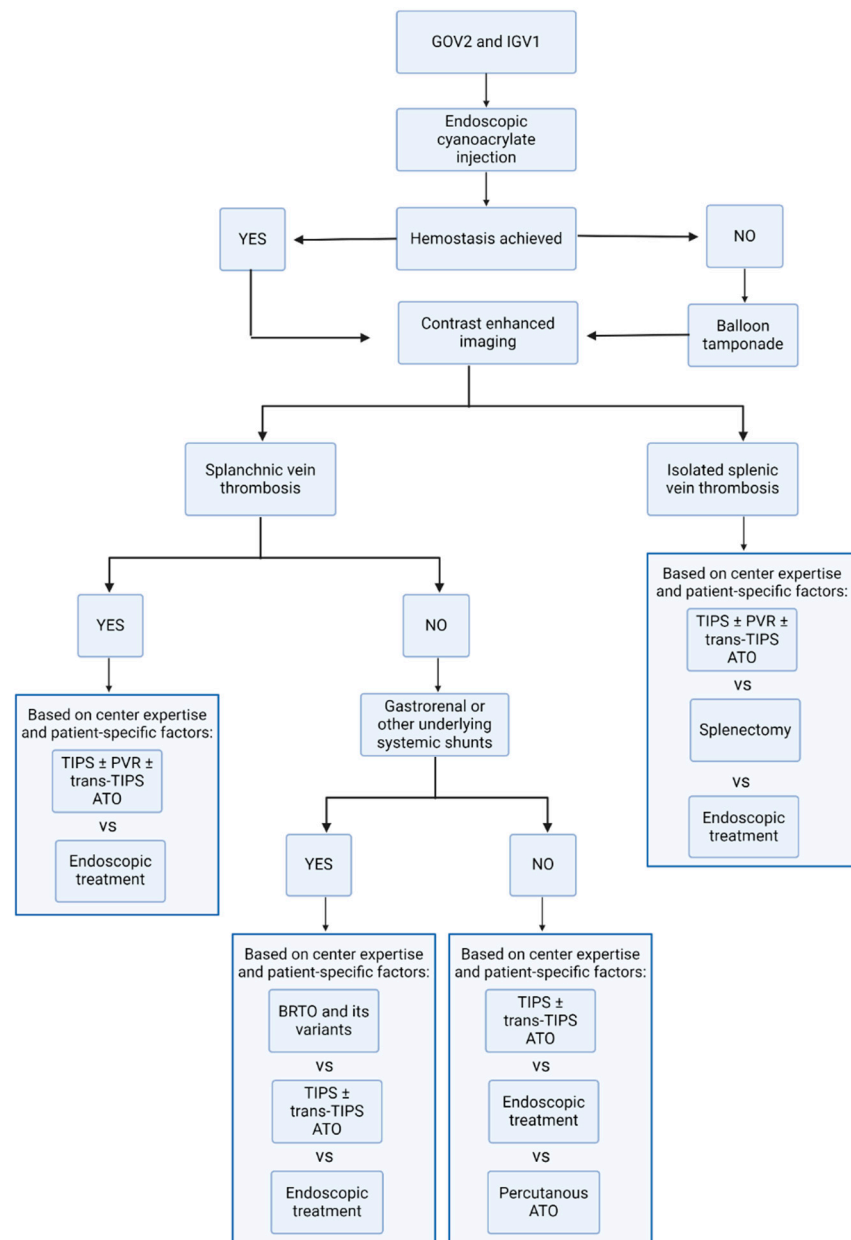 GOV2 and IGV1
Endoscopic
cyanoacrylate
injection
YES
Hemostasis achieved
NO
Contrast enhanced
imaging
Balloon
tamponade
Splanchnic vein
thrombosis
Isolated splenic
vein thrombosis
YES
NO
Based on center expertise
and patient-specific factors:
TIPS ± PVR ±
trans-TIPS
ATO
vs
Splenectomy
vs
Endoscopic
treatment
Based on center expertise
and patient-specific factors:
TIPS ± PVR ±
trans-TIPS
ATO
vs
Endoscopic
treatment
Gastrorenal or
other underlying
systemic shunts
YES
NO
Based on center expertise
and patient-specific factors:
BRTO and its
variants
vs
TIPS ±
trans-TIPS
ATO
vs
Endoscopic
treatment
Based on center expertise
and patient-specific factors:
TIPS ±
trans-TIPS
ATO
vs
Endoscopic
treatment
vs
Percutanous
ATO